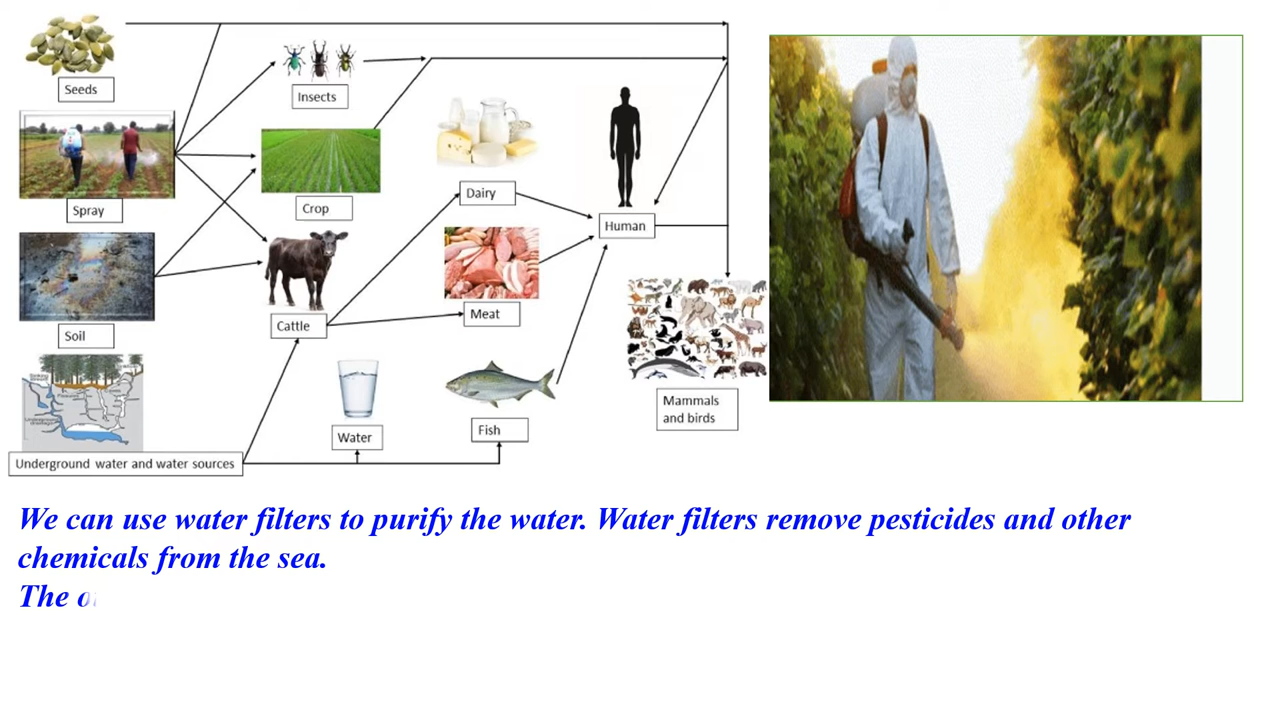 Seeds
Insects
Spray
Crop
Dairy
Human
Soil
Cattle
Meat
Mammals
and birds
Water
Fish
Underground water and water sources
We can use water filters to purify the water. Water filters remove pesticides and other
chemicals from the sea.
The